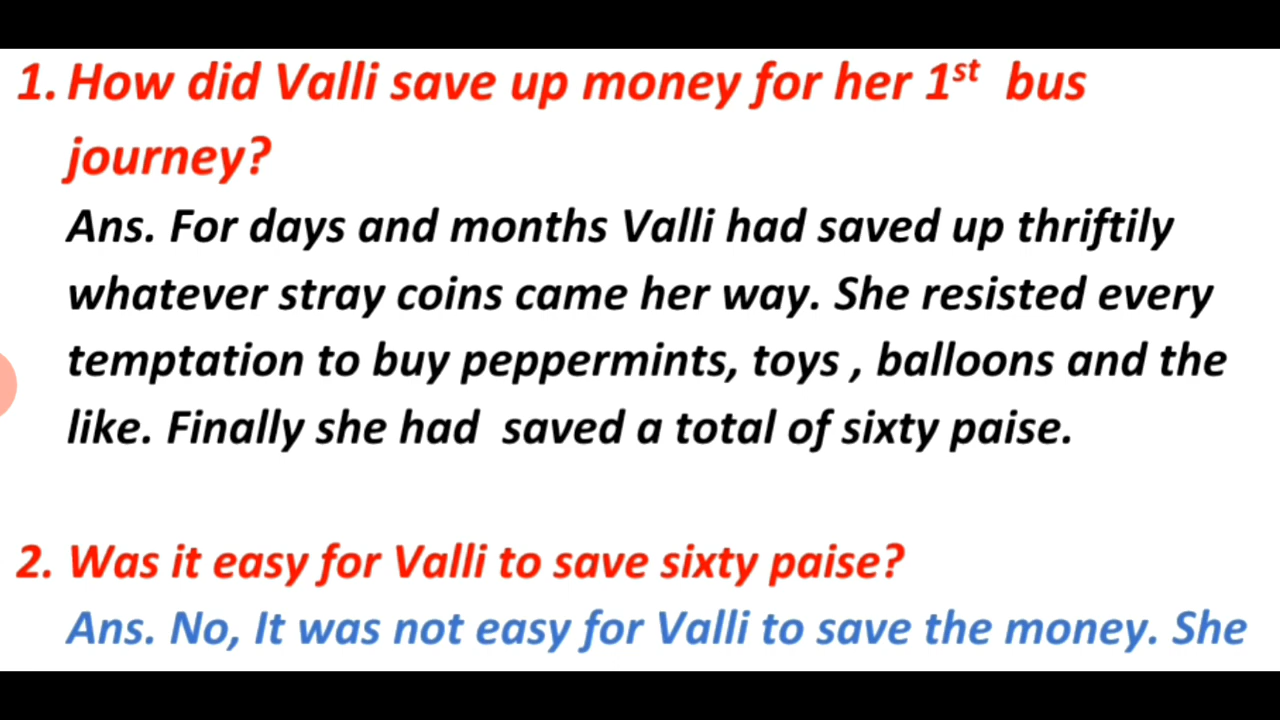 1. How did Valli save up money for her 1st bus
journey?
Ans. For days and months Valli had saved up thriftily
whatever stray coins came her way. She resisted every
temptation to buy peppermints, toys , balloons and the
like. Finally she had saved a total of sixty paise.
2. Was it easy for Valli to save sixty paise?
Ans. No, It was not easy for Valli to save the money. She